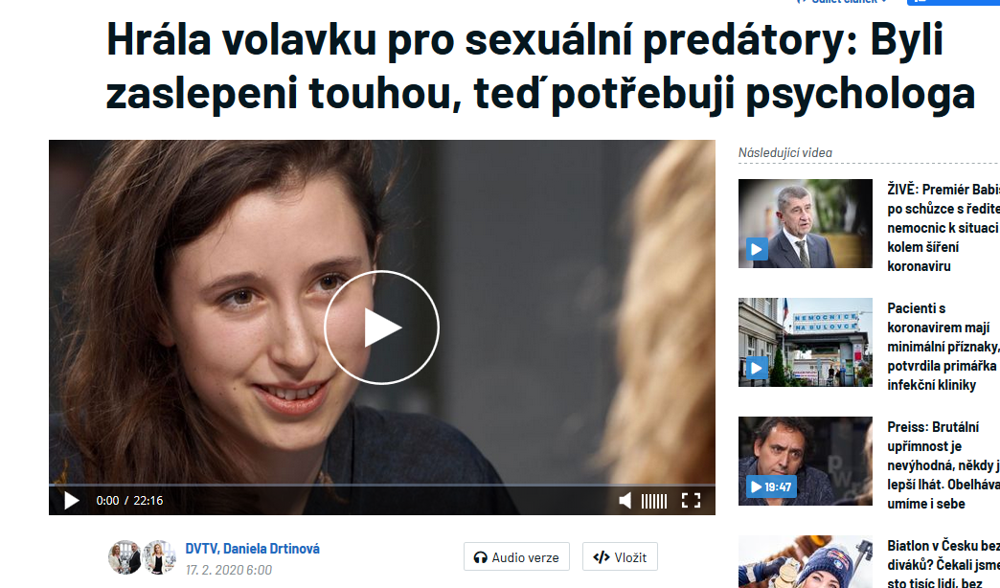 Sdílet článek
Hrála volavku pro sexuální predátory: Byli
zaslepeni touhou, teď potřebuji psychologa
Následující videa
ŽIVĚ: Premiér Babiš
po schůzce s ředite
nemocnic k situaci
kolem šíření
koronaviru
NEMOCNICE
NA BULOVCE
Pacienti s
koronavirem mají
minimální příznaky,
potvrdila primářka
infekční kliniky
19:47
Preiss: Brutální
upřímnost je
nevýhodná, někdy j
lepší lhát. Obelháva
umíme i sebe
0:00 / 22:16
DVTV, Daniela Drtinová
17. 2. 2020 6:00
Audio verze
Vložit
Biatlon v Česku bez
diváků? Čekali jsme
sto tisíc lidí, bez